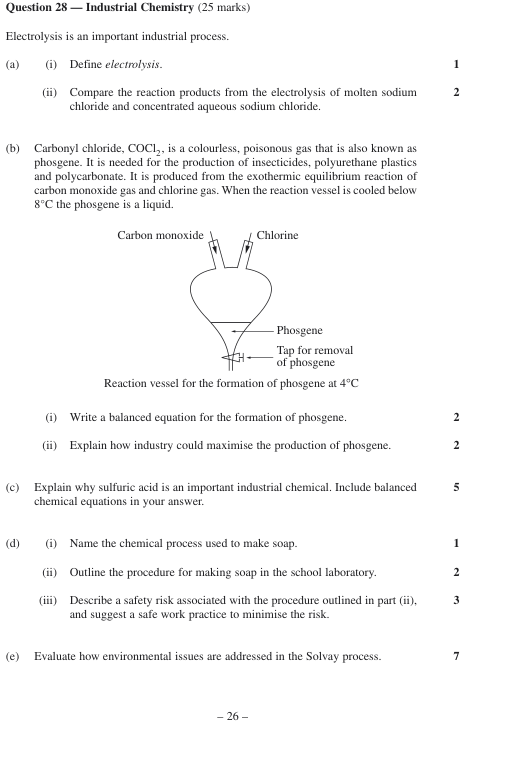 Question 28 — Industrial Chemistry (25 marks)
Electrolysis is an important industrial process.
(a) (i) Define electrolysis. 1
(ii) Compare the reaction products from the electrolysis of molten sodium 2
chloride and concentrated aqueous sodium chloride.
(b) Carbonyl chloride, COCl₂, is a colourless, poisonous gas that is also known as
phosgene. It is needed for the production of insecticides, polyurethane plastics
and polycarbonate. It is produced from the exothermic equilibrium reaction of
carbon monoxide gas and chlorine gas. When the reaction vessel is cooled below
8°C the phosgene is a liquid.
Carbon monoxide Chlorine
Phosgene
Tap for removal
of phosgene
Reaction vessel for the formation of phosgene at 4°C
(i) Write a balanced equation for the formation of phosgene. 2
(ii) Explain how industry could maximise the production of phosgene. 2
(c) Explain why sulfuric acid is an important industrial chemical. Include balanced 5
chemical equations in your answer.
(d) (i) Name the chemical process used to make soap. 1
(ii) Outline the procedure for making soap in the school laboratory. 2
(iii) Describe a safety risk associated with the procedure outlined in part (ii), 3
and suggest a safe work practice to minimise the risk.
(e) Evaluate how environmental issues are addressed in the Solvay process. 7
– 26 –